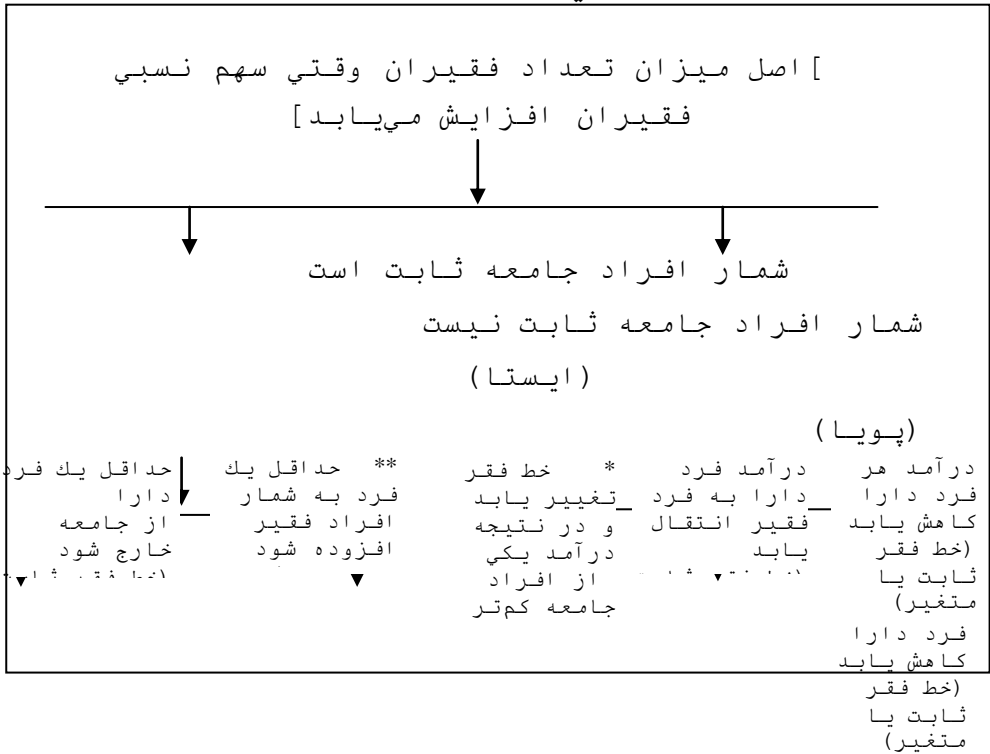 ]اصل ميزان تعداد فقيران وقتي سهم نسبي
فقيران افزايش مي‌يابد[
شمار افراد جامعه ثابت است
شمار افراد جامعه ثابت نيست
(ايستا)
(پويا)
درآمد هر
فرد دارا
كاهش يابد
(خط فقر
ثابت يا
متغير)
فرد دارا
كاهش يابد
(خط فقر
ثابت يا
متغير)
درآمد فرد
دارا به فرد
فقير انتقال
يابد
* خط فقر
تغيير يابد
و در نتيجه
درآمد يكي
از افراد
جامعه كم‌تر
** حداقل يك
فرد به شمار
افراد فقير
افزوده شود
حداقل يك فرد
دارا
از جامعه
خارج شود
(خط فقر